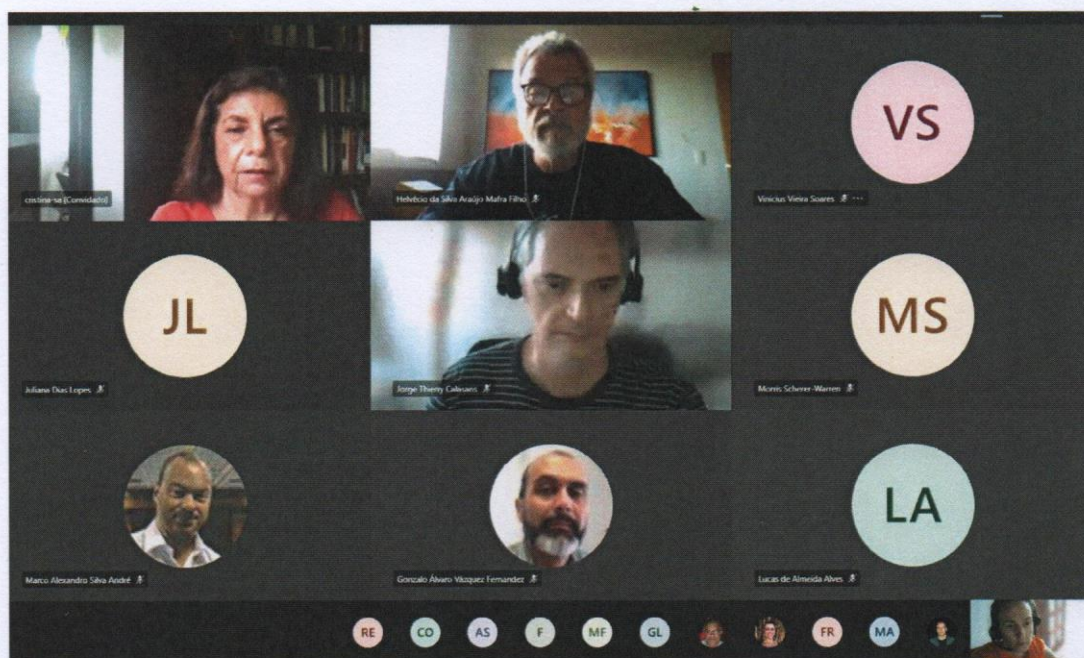 VS
cristina-sa (Convidado)
Helvécio da Silva Araújo Mafra Filho
Vinicius Vieira Soares
JL
MS
Juliana Dias Lopes
Jorge Thierry Calasans
Morris Scherer-Warren
LA
Marco Alexandro Silva André
Gonzalo Álvaro Vázquez Fernandez
Lucas de Almeida Alves
RE CO AS F MF GL FR MA